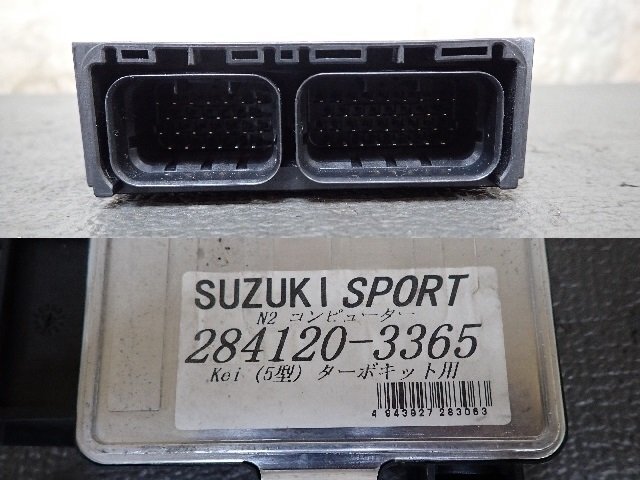 SUZUKI SPORT
N2 コンピューター
284120-3365
Kei (5型) ターボキット用
4 943927 283063